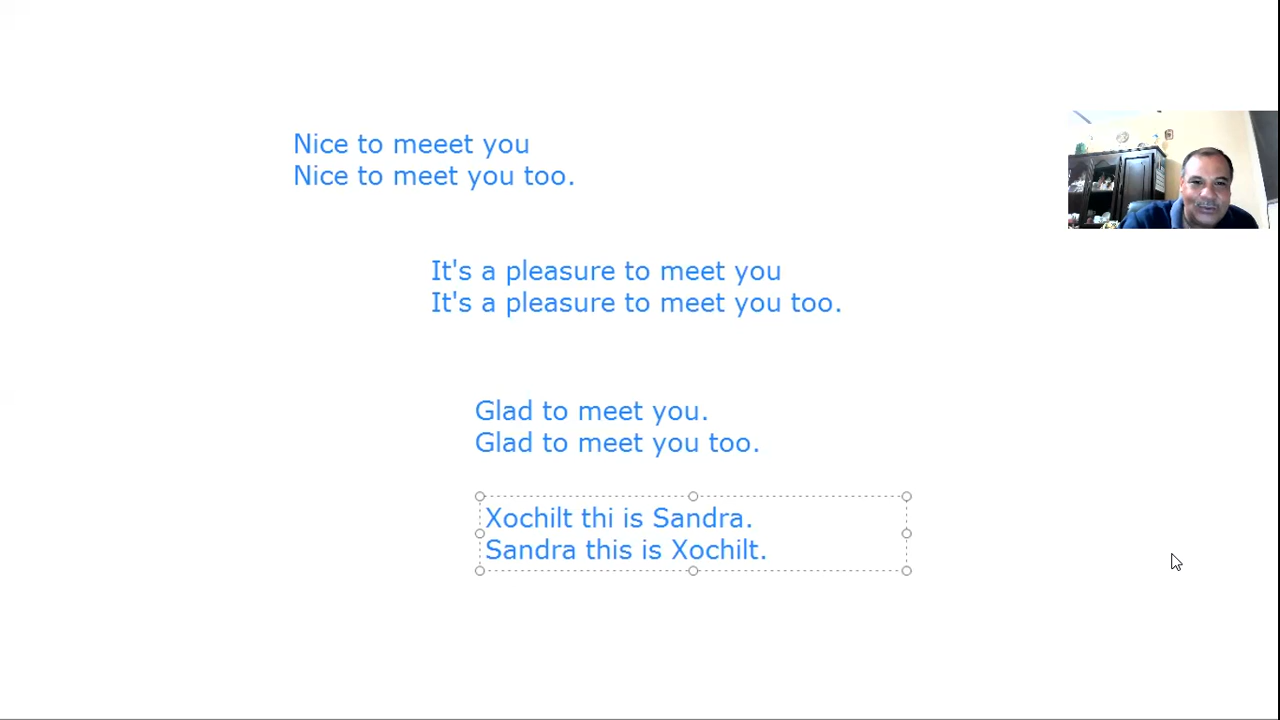 Nice to meeet you
Nice to meet you too.
It's a pleasure to meet you
It's a pleasure to meet you too.
Glad to meet you.
Glad to meet you too.
Xochilt thi is Sandra.
Sandra this is Xochilt.